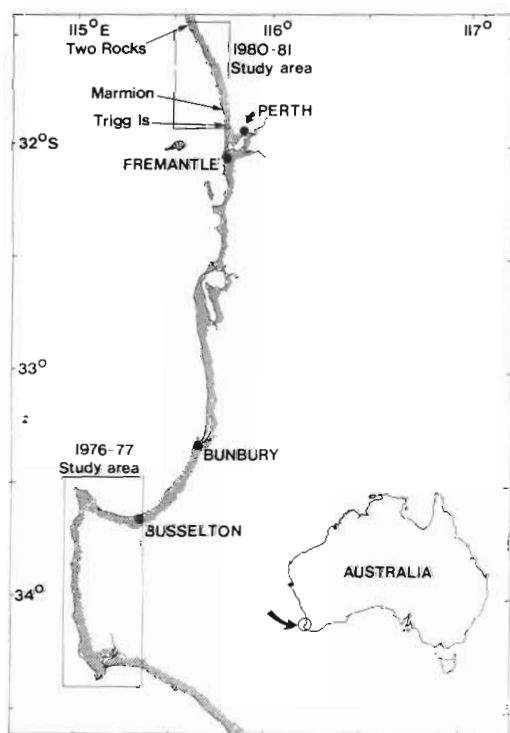 115°E
116°
117°
Two Rocks
1980-81
Study area
Marmion
Trigg Is
PERTH
32°S
FREMANTLE
33°
1976-77
Study area
BUNBURY
BUSSELTON
AUSTRALIA
34°